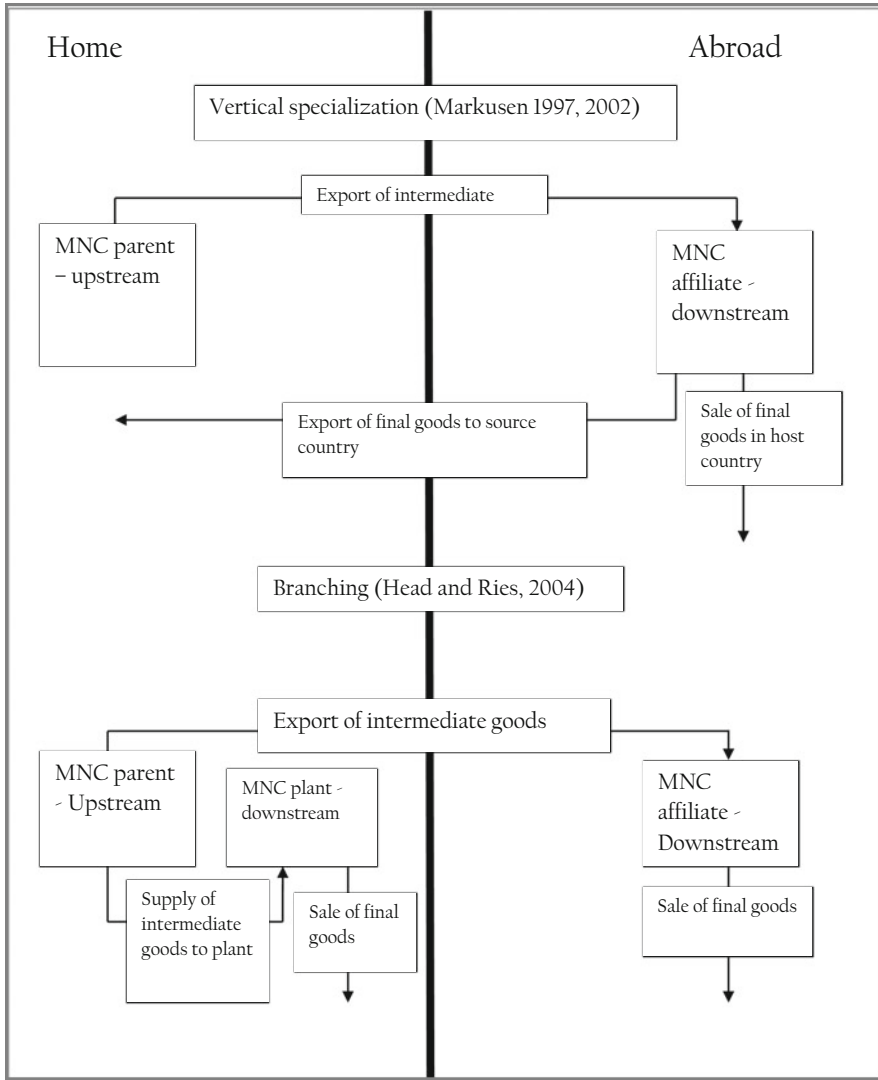 Home
Abroad
Vertical specialization (Markusen 1997, 2002)
Export of intermediate
MNC parent
– upstream
MNC
affiliate -
downstream
Export of final goods to source
country
Sale of final
goods in host
country
Branching (Head and Ries, 2004)
Export of intermediate goods
MNC parent
- Upstream
MNC plant -
downstream
MNC
affiliate -
Downstream
Supply of
intermediate
goods to plant
Sale of final
goods
Sale of final goods